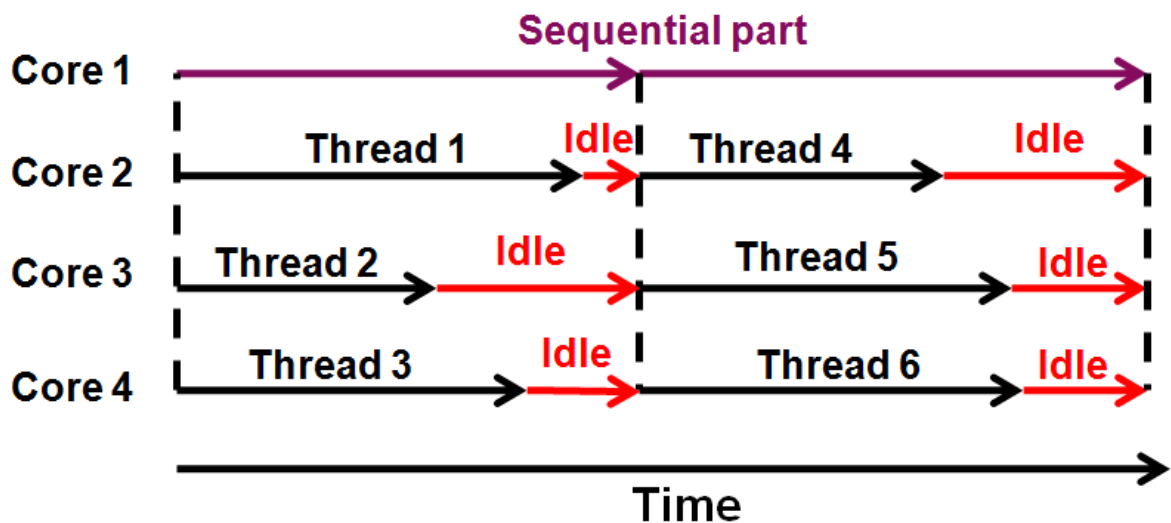 Sequential part
Core 1
Thread 1 Idle Thread 4 Idle
Core 2
Thread 2 Idle Thread 5 Idle
Core 3
Thread 3 Idle Thread 6 Idle
Core 4
Time